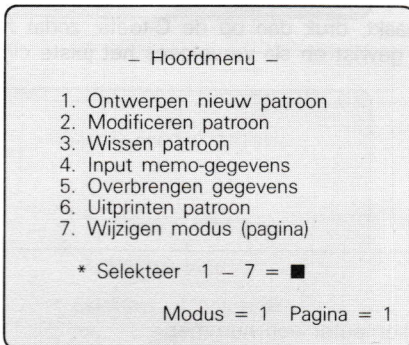 – Hoofdmenu –
1. Ontwerpen nieuw patroon
2. Modificeren patroon
3. Wissen patroon
4. Input memo-gegevens
5. Overbrengen gegevens
6. Uitprinten patroon
7. Wijzigen modus (pagina)
* Selekteer 1 – 7 = ■
Modus = 1 Pagina = 1